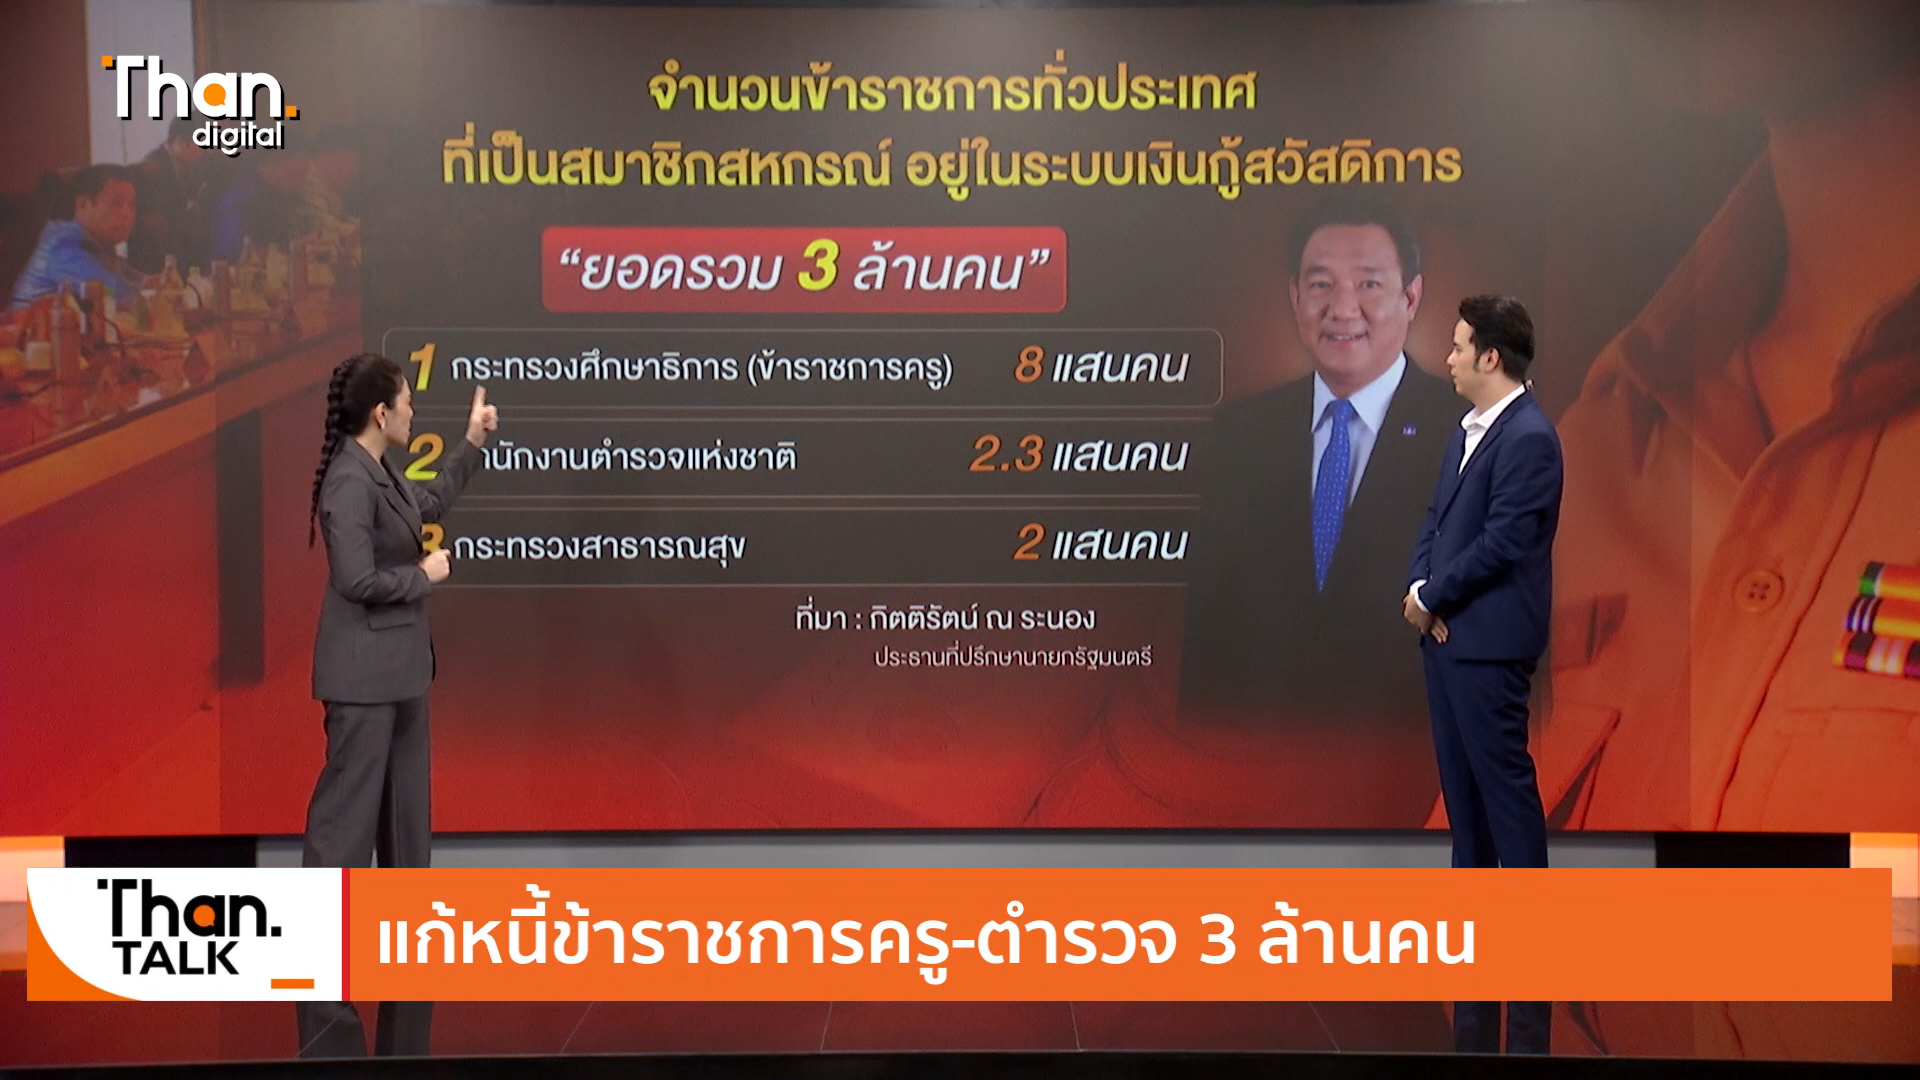 Than.
digital
จำนวนข้าราชการทั่วประเทศ
ที่เป็นสมาชิกสหกรณ์ อยู่ในระบบเงินกู้สวัสดิการ
“ยอดรวม 3 ล้านคน”
1 กระทรวงศึกษาธิการ (ข้าราชการครู) 8 แสนคน
2 นักงานตำรวจแห่งชาติ 2.3 แสนคน
3 กระทรวงสาธารณสุข 2 แสนคน
ที่มา : กิตติรัตน์ ณ ระนอง
ประธานที่ปรึกษานายกรัฐมนตรี
Than.
TALK
แก้หนี้ข้าราชการครู-ตำรวจ 3 ล้านคน